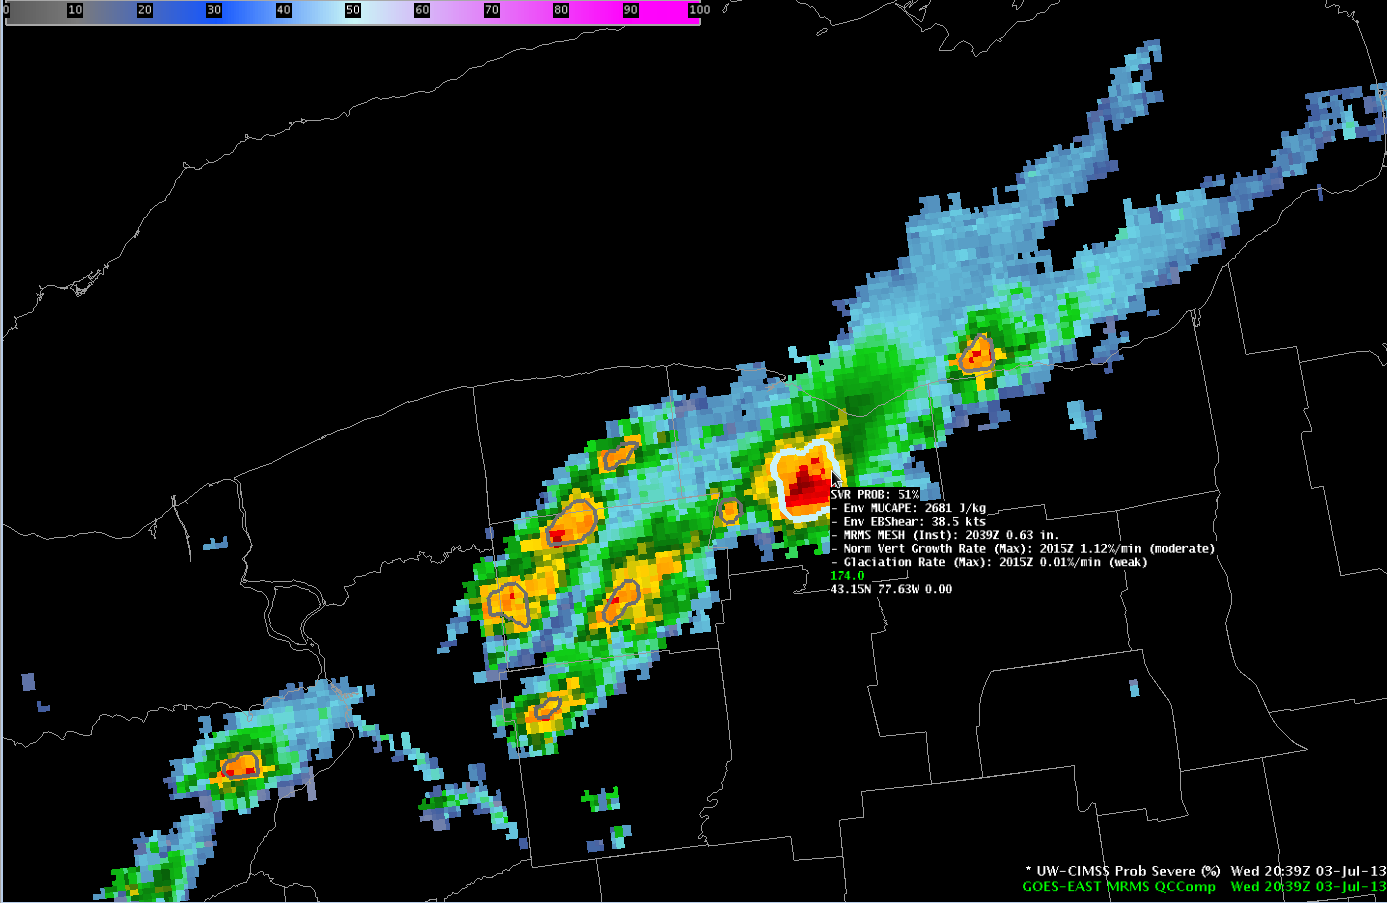 0 10 20 30 40 50 60 70 80 90 100
SVR PROB: 51%
- Env MUCAPE: 2681 J/kg
- Env EBShear: 38.5 kts
- MRMS MESH (Inst): 2039Z 0.63 in.
- Norm Vert Growth Rate (Max): 2015Z 1.12%/min (moderate)
- Glaciation Rate (Max): 2015Z 0.01%/min (weak)
174.0
43.15N 77.63W 0.00
* UW-CIMSS Prob Severe (%) Wed 20:39Z 03-Jul-13
GOES-EAST MRMS QCComp Wed 20:39Z 03-Jul-13